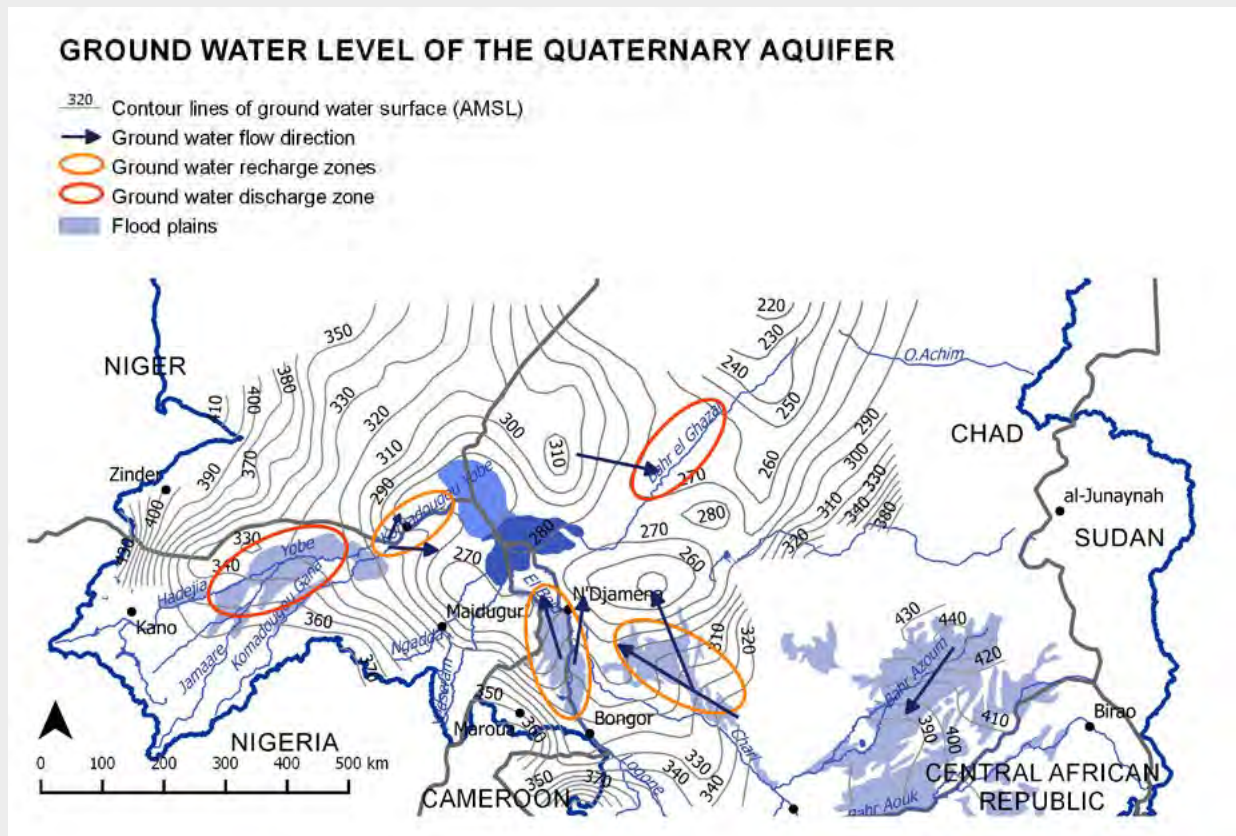 GROUND WATER LEVEL OF THE QUATERNARY AQUIFER
320
Contour lines of ground water surface (AMSL)
Ground water flow direction
Ground water recharge zones
Ground water discharge zone
Flood plains
220
230
350
O.Achim
240
NIGER
380
400
410
330
250
290
320
300
CHAD
300
370
310
310
Bahr el Ghazal
260
390
330
Zinder
290
270
310
340
al-Junaynah
400
Komadougou Yobe
280
380
SUDAN
430
330
Yobe
280
270
320
340
270
260
Hadejia
N'Djamena
Kano
Komadougou Gana
Maidugur
430
440
360
310
320
Ngadda
420
Jamaare
370
Bahr Azoum
350
410
Birao
Maroua
360
Bongor
390
400
NIGERIA
Chari
330
CENTRAL AFRICAN
0 100 200 300 400 500 km
350
370
Logone
340
340
CAMEROON
REPUBLIC
Bahr Aouk